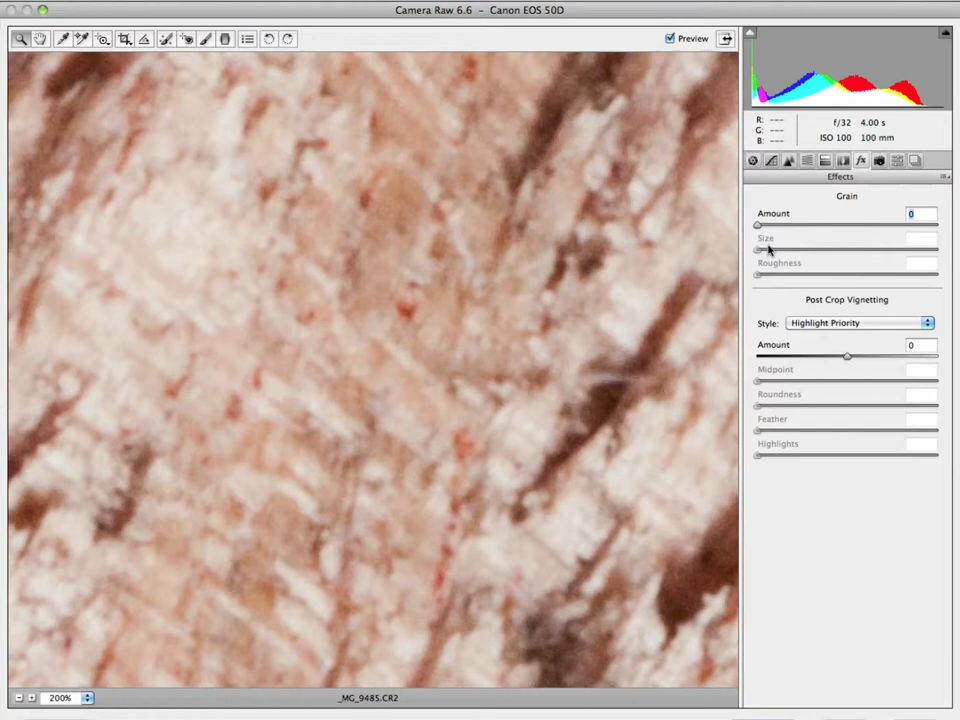 Camera Raw 6.6 - Canon EOS 50D
Preview
R: ---
G: ---
B: ---
f/32 4.00 s
ISO 100 100 mm
fx
Effects
Grain
Amount 0
Size
Roughness
Post Crop Vignetting
Style: Highlight Priority
Amount 0
Midpoint
Roundness
Feather
Highlights
200%
_MG_9485.CR2